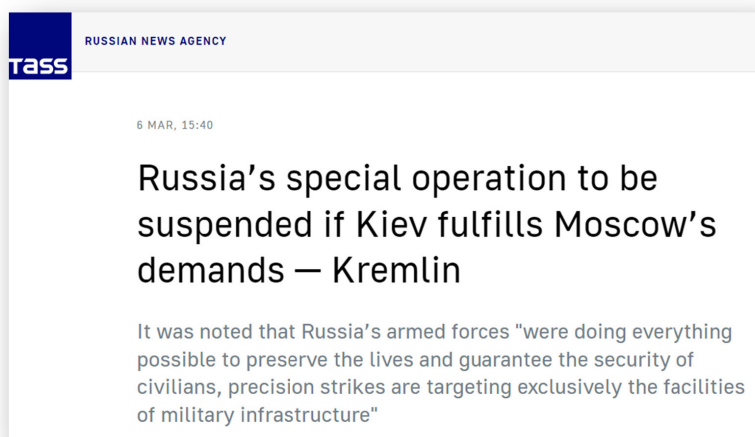 tass
RUSSIAN NEWS AGENCY
6 MAR, 15:40
Russia’s special operation to be
suspended if Kiev fulfills Moscow’s
demands — Kremlin
It was noted that Russia’s armed forces "were doing everything
possible to preserve the lives and guarantee the security of
civilians, precision strikes are targeting exclusively the facilities
of military infrastructure"